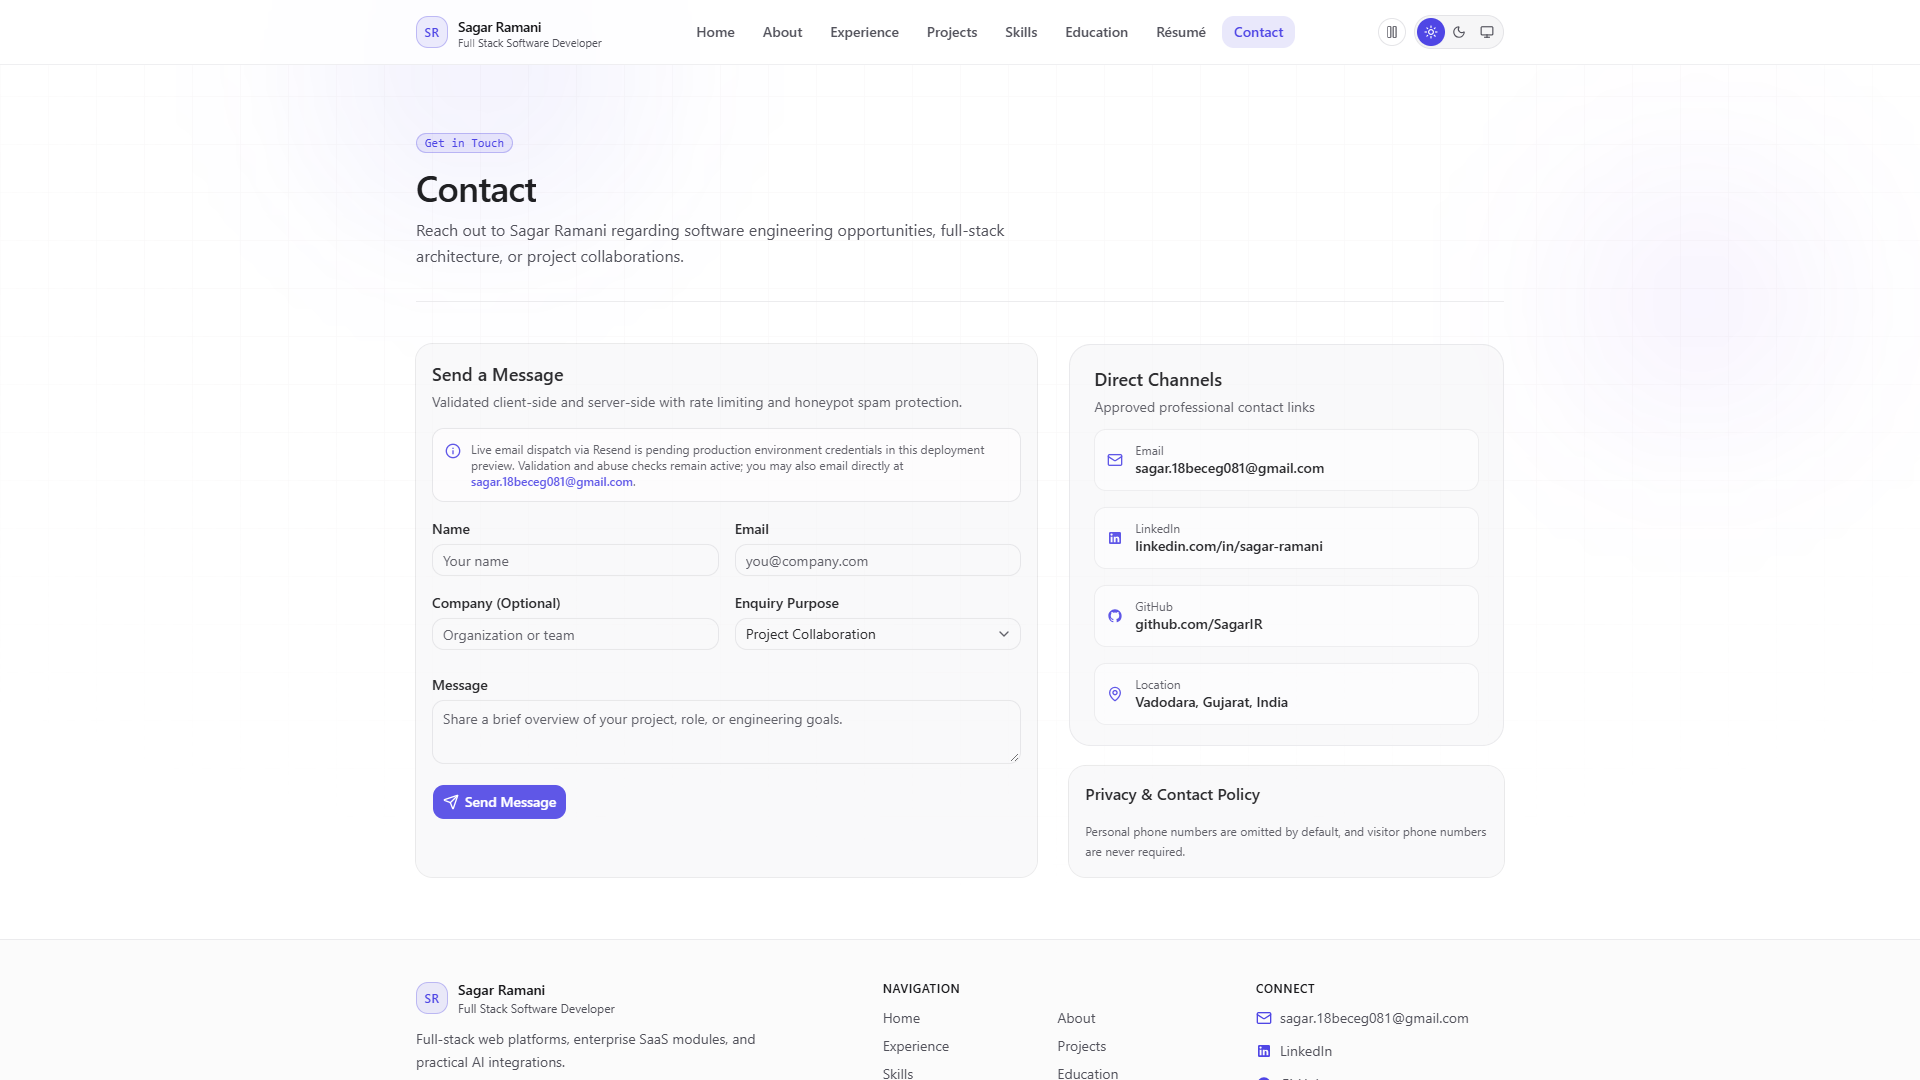 SR
Sagar Ramani
Full Stack Software Developer
Home
About
Experience
Projects
Skills
Education
Résumé
Contact
Get in Touch
Contact
Reach out to Sagar Ramani regarding software engineering opportunities, full-stack
architecture, or project collaborations.
Send a Message
Validated client-side and server-side with rate limiting and honeypot spam protection.
Live email dispatch via Resend is pending production environment credentials in this deployment
preview. Validation and abuse checks remain active; you may also email directly at
sagar.18beceg081@gmail.com.
Name
Your name
Email
you@company.com
Company (Optional)
Organization or team
Enquiry Purpose
Project Collaboration
Message
Share a brief overview of your project, role, or engineering goals.
Send Message
Direct Channels
Approved professional contact links
Email
sagar.18beceg081@gmail.com
LinkedIn
linkedin.com/in/sagar-ramani
GitHub
github.com/SagarIR
Location
Vadodara, Gujarat, India
Privacy & Contact Policy
Personal phone numbers are omitted by default, and visitor phone numbers
are never required.
SR
Sagar Ramani
Full Stack Software Developer
Full-stack web platforms, enterprise SaaS modules, and
practical AI integrations.
NAVIGATION
Home
About
Experience
Projects
Skills
Education
CONNECT
sagar.18beceg081@gmail.com
LinkedIn